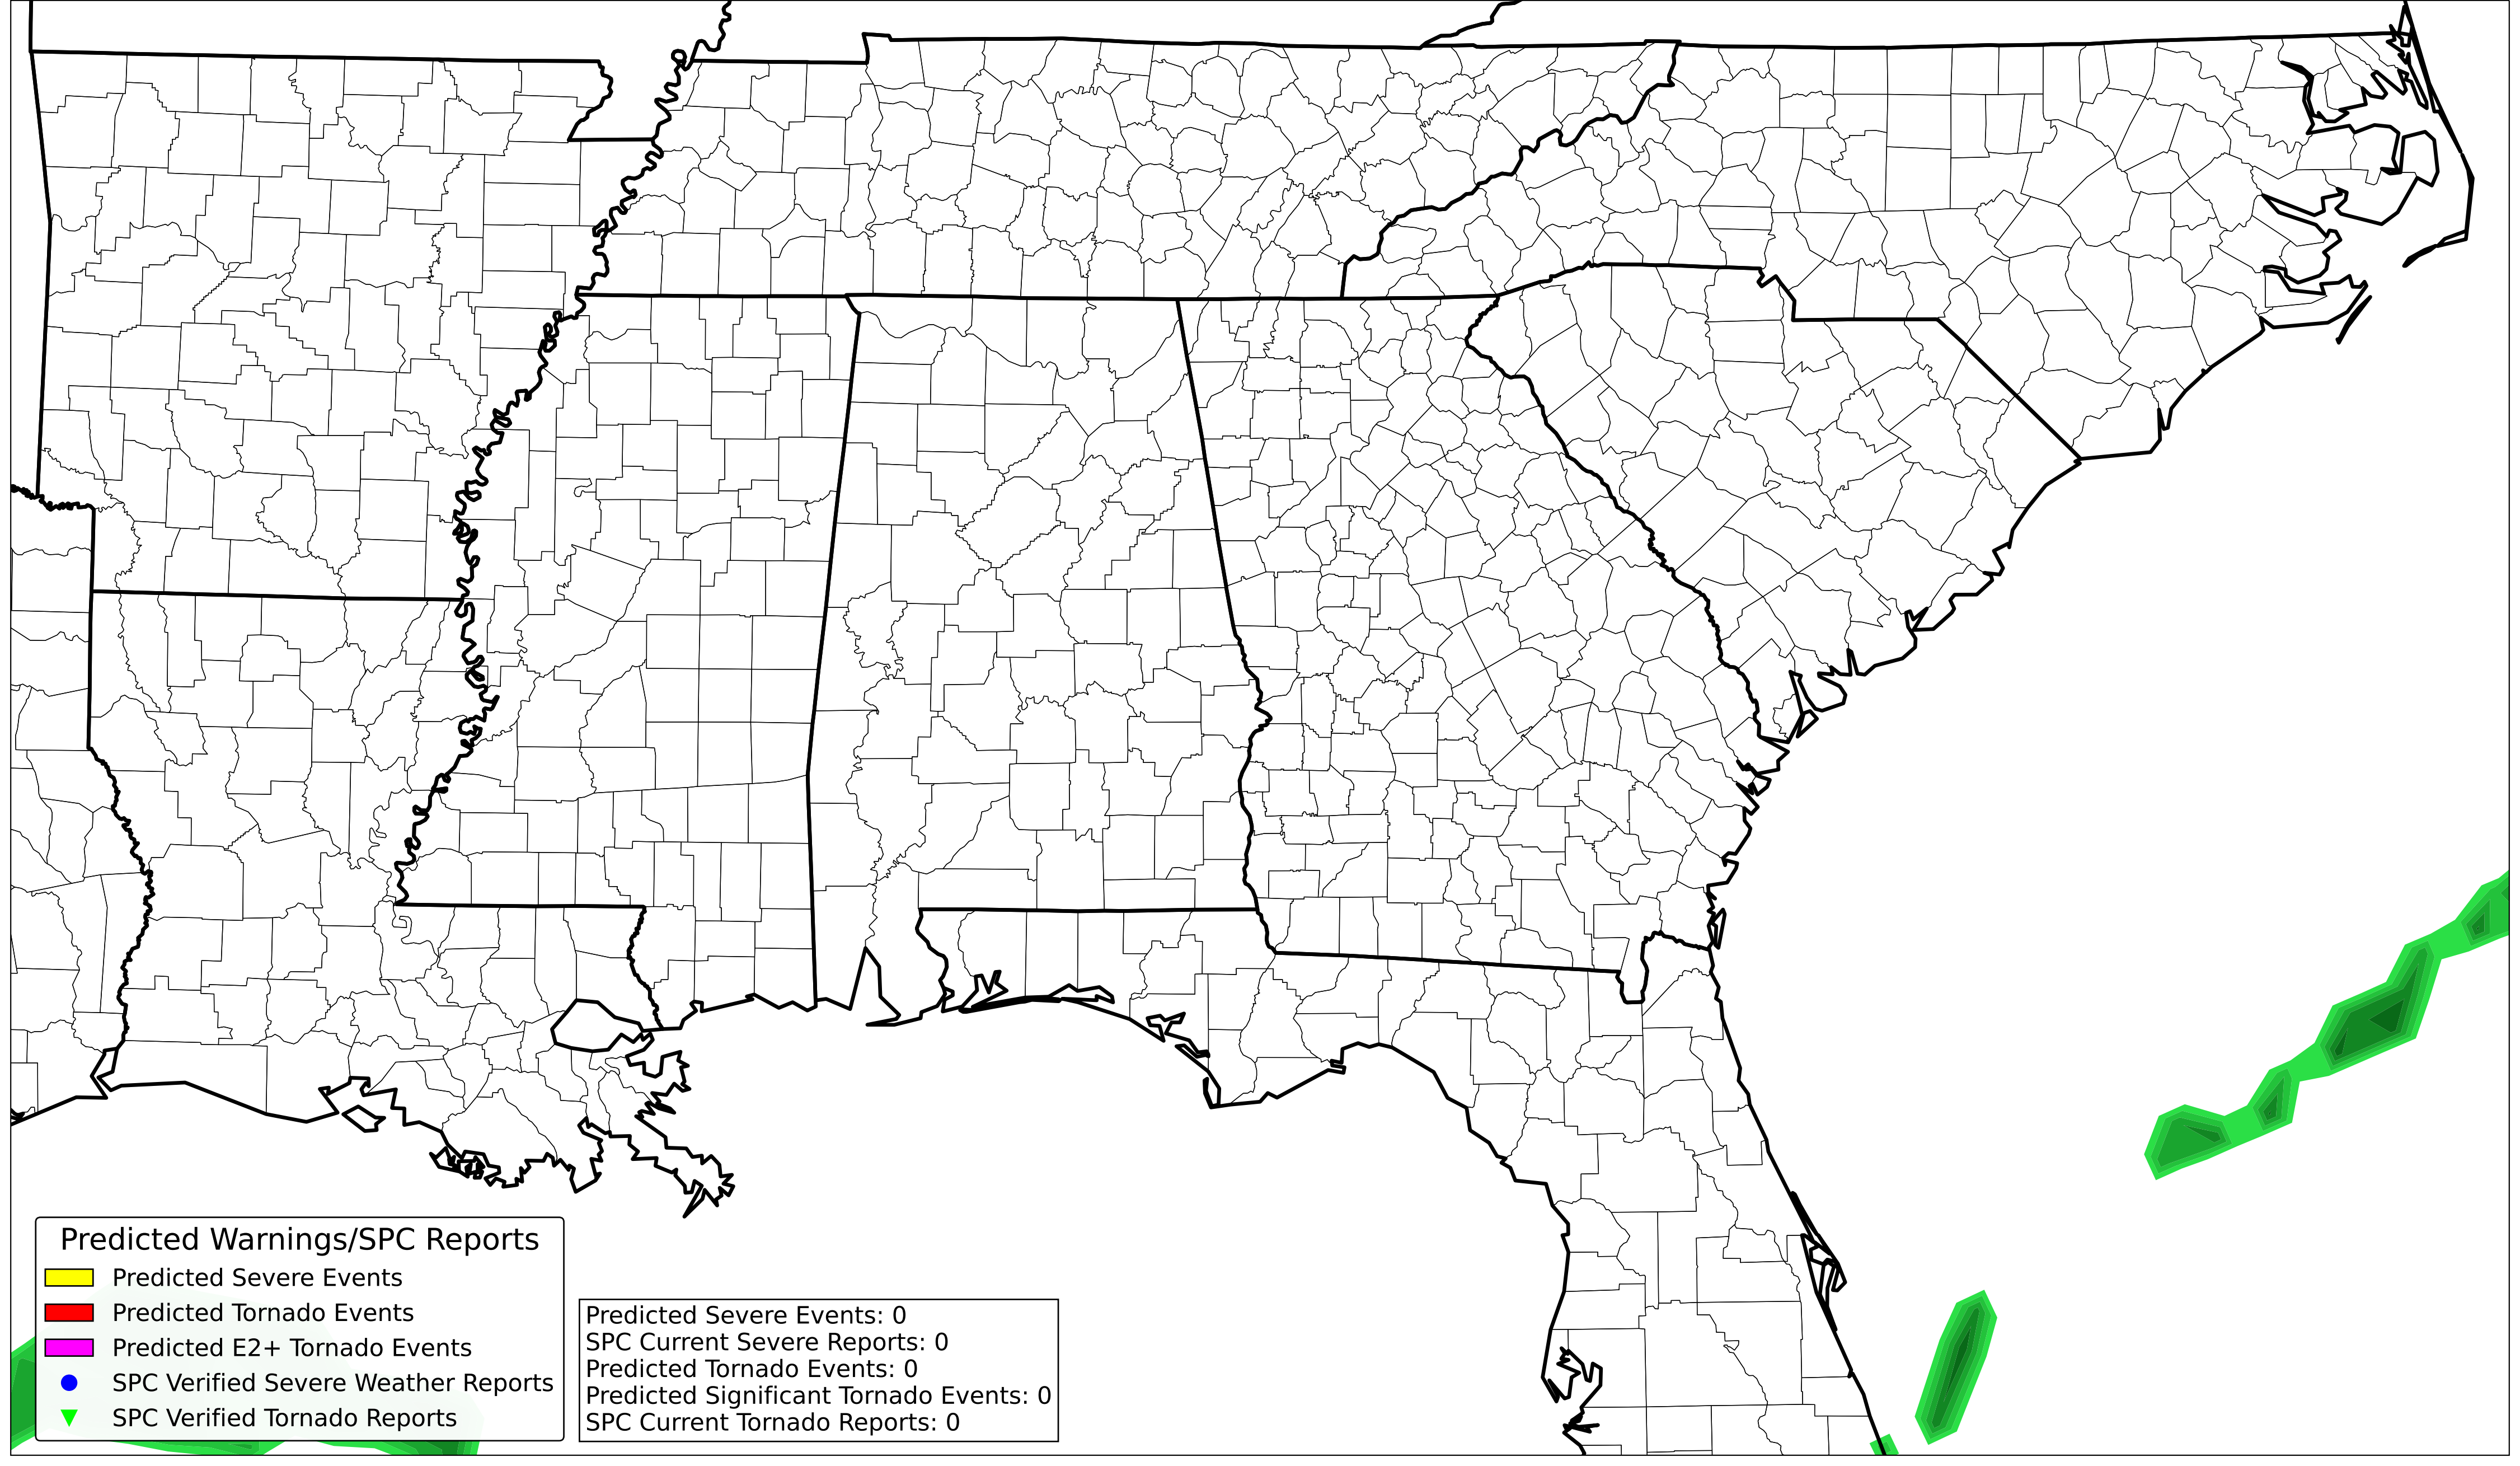 Predicted Warnings/SPC Reports
Predicted Severe Events
Predicted Tornado Events
Predicted E2+ Tornado Events
SPC Verified Severe Weather Reports
SPC Verified Tornado Reports
Predicted Severe Events: 0
SPC Current Severe Reports: 0
Predicted Tornado Events: 0
Predicted Significant Tornado Events: 0
SPC Current Tornado Reports: 0